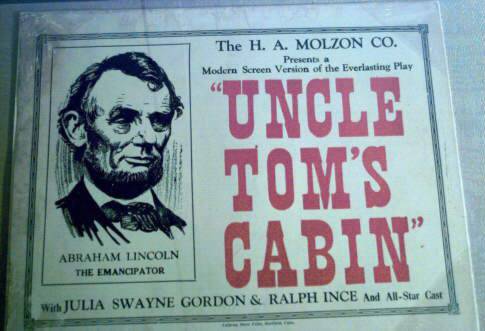 The H. A. MOLZON CO.
Presents a
Modern Screen Version of the Everlasting Play
"UNCLE
TOM'S
CABIN"
ABRAHAM LINCOLN
THE EMANCIPATOR
With JULIA SWAYNE GORDON & RALPH INCE And All-Star Cast